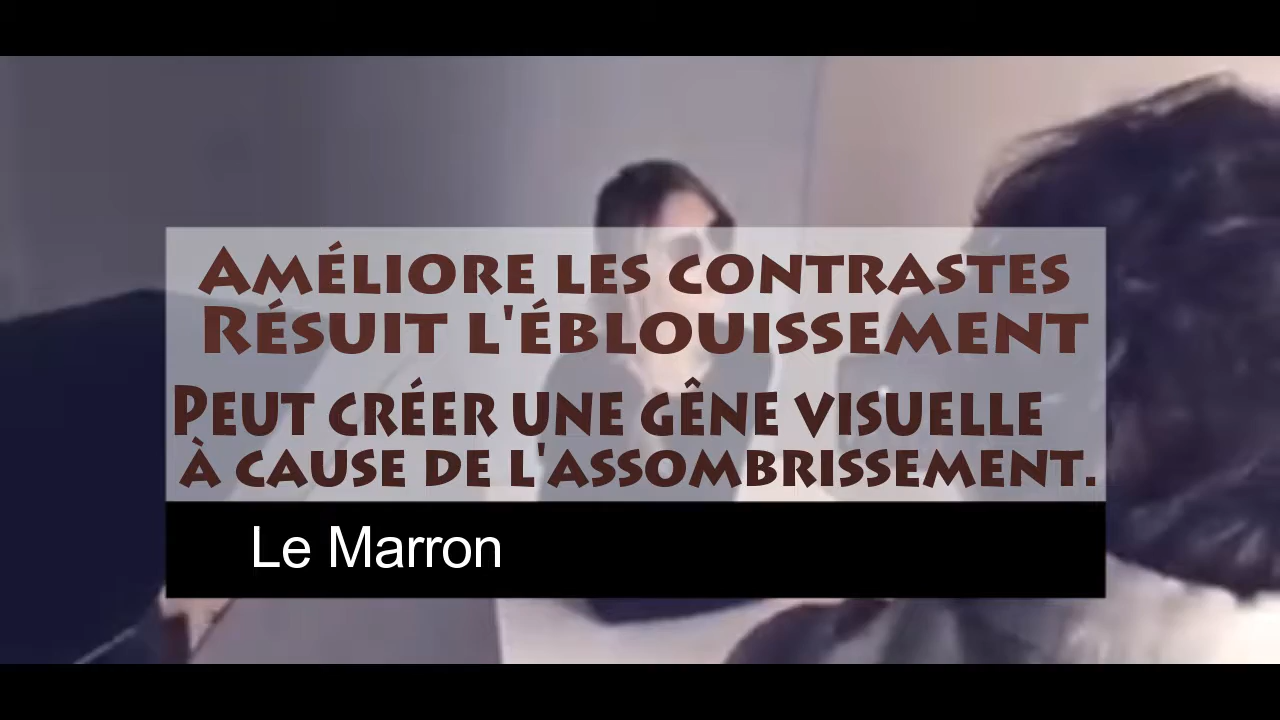 Améliore les contrastes
Résuit l'éblouissement
Peut créer une gêne visuelle
à cause de l'assombrissement.
Le Marron